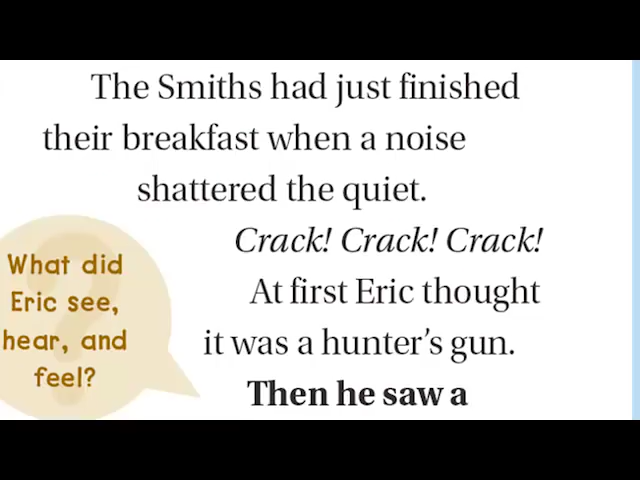 The Smiths had just finished
their breakfast when a noise
shattered the quiet.
Crack! Crack! Crack!
At first Eric thought
it was a hunter's gun.
Then he saw a
What did
Eric see,
hear, and
feel?